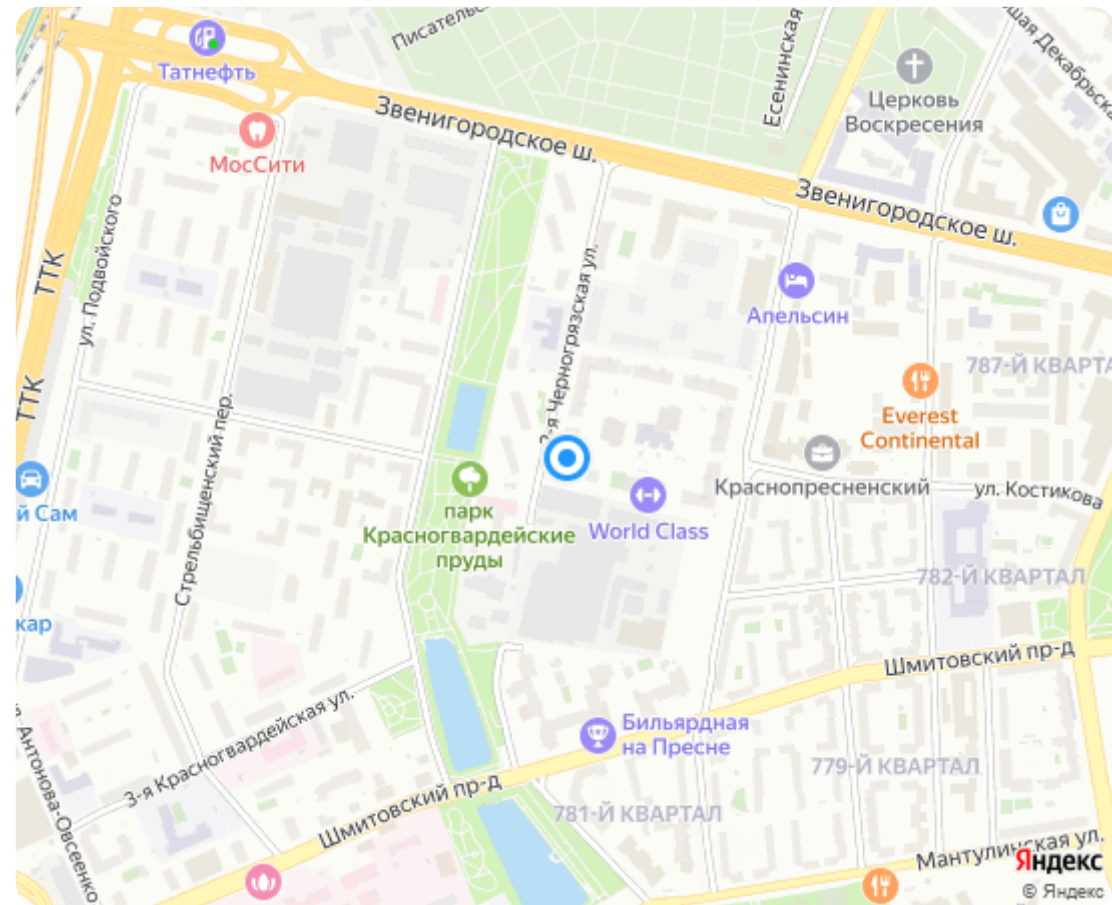 Писательск
Татнефть
МосСити
Звенигородское ш.
Есенинская
Церковь
Воскресения
шая Декабрьска
Звенигородское ш.
ТТК
ул. Подвойского
2-я Черногрязская ул.
Апельсин
787-Й КВАРТА
ТТК
Everest
Continental
Стрельбищенский пер.
Краснопресненский
ул. Костикова
й Сам
парк
Красногвардейские
пруды
World Class
782-Й КВАРТАЛ
кар
Шмитовский пр-д
3-я Красногвардейская ул.
Бильярдная
на Пресне
779-Й КВАРТАЛ
л. Антонова-Овсеенко
Шмитовский пр-д
781-Й КВАРТАЛ
Мантулинская ул.
Яндекс
© Яндекс